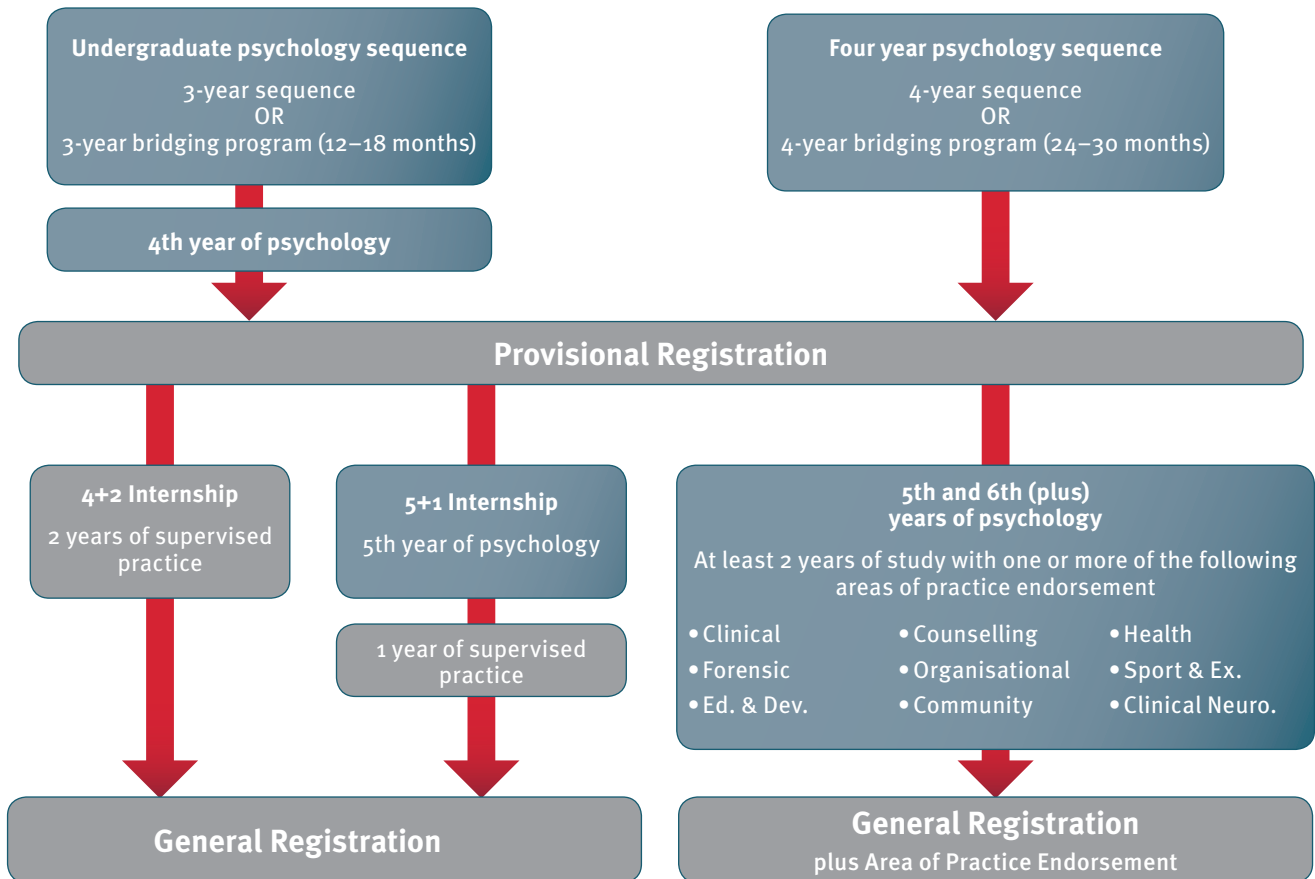 Undergraduate psychology sequence
3-year sequence
OR
3-year bridging program (12–18 months)
4th year of psychology
Four year psychology sequence
4-year sequence
OR
4-year bridging program (24–30 months)
Provisional Registration
4+2 Internship
2 years of supervised
practice
5+1 Internship
5th year of psychology
1 year of supervised
practice
5th and 6th (plus)
years of psychology
At least 2 years of study with one or more of the following
areas of practice endorsement
• Clinical • Counselling • Health
• Forensic • Organisational • Sport & Ex.
• Ed. & Dev. • Community • Clinical Neuro.
General Registration
General Registration
plus Area of Practice Endorsement